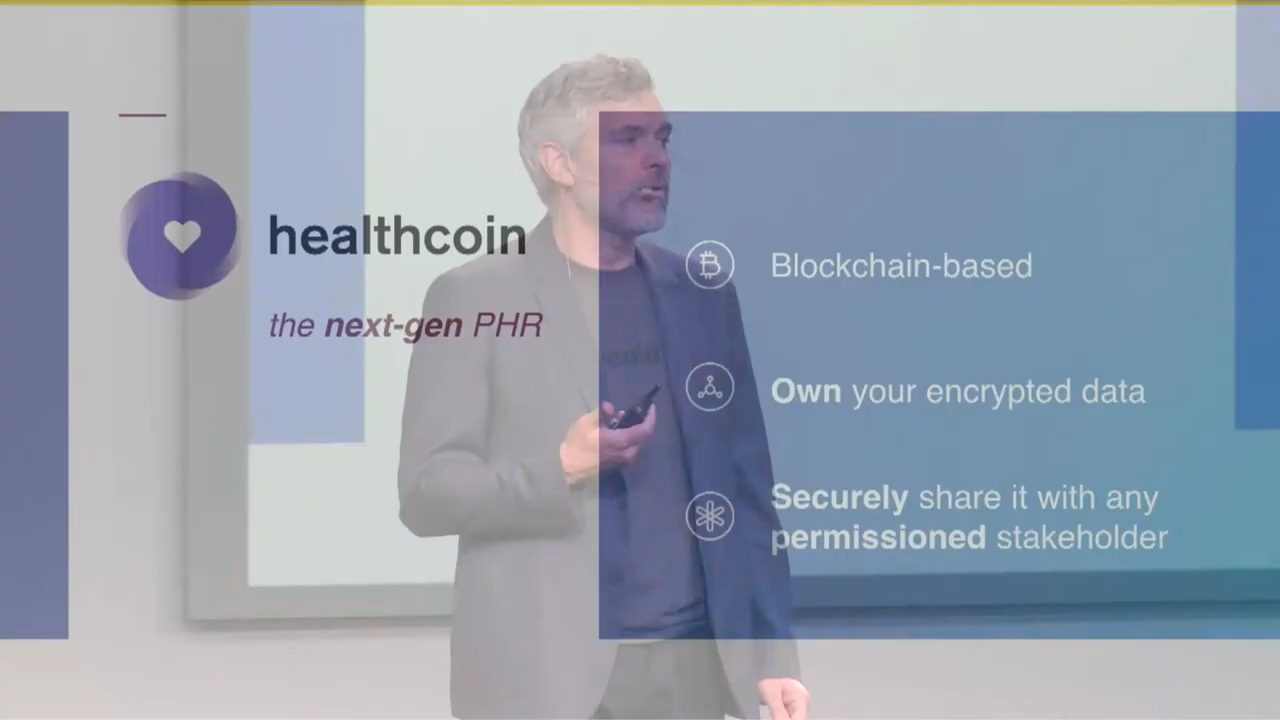 healthcoin
the next-gen PHR
Blockchain-based
Own your encrypted data
Securely share it with any
permissioned stakeholder